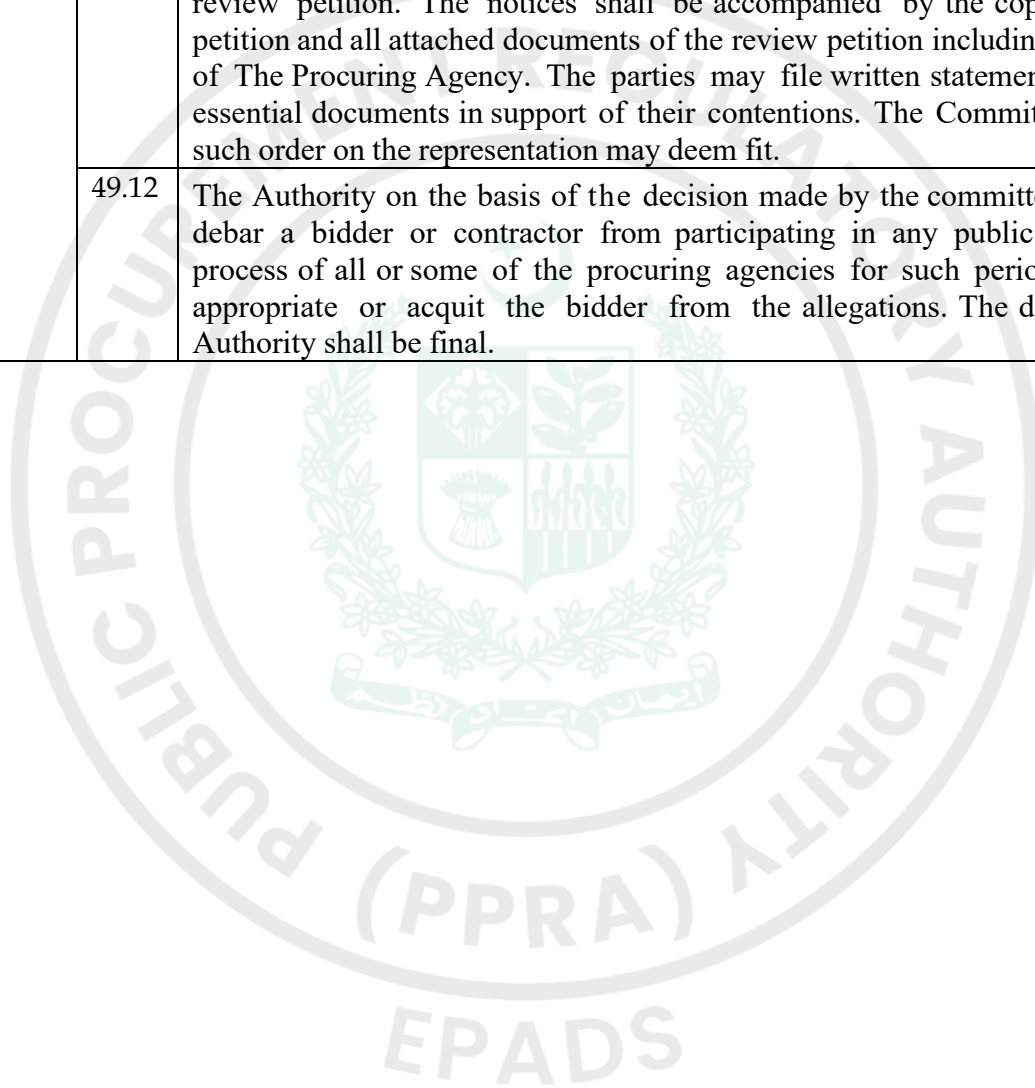 review petition. The notices shall be accompanied by the cop
petition and all attached documents of the review petition includin
of The Procuring Agency. The parties may file written statemen
essential documents in support of their contentions. The Commit
such order on the representation may deem fit.
49.12
The Authority on the basis of the decision made by the committe
debar a bidder or contractor from participating in any public
process of all or some of the procuring agencies for such perio
appropriate or acquit the bidder from the allegations. The d
Authority shall be final.
PUBLIC PROCUREMENT REGULATORY AUTHORITY
(PPRA)
EPADS